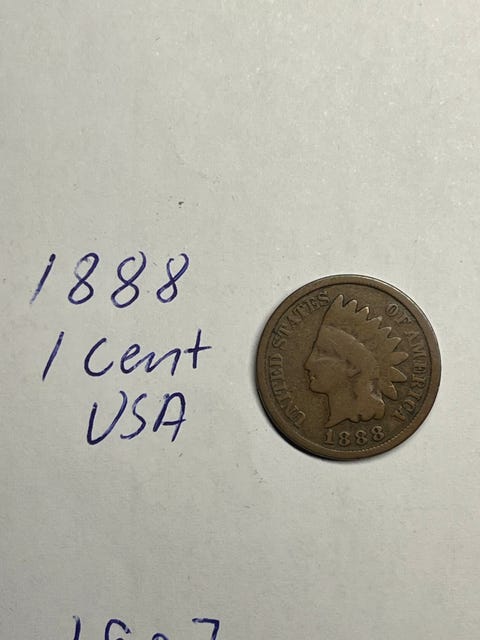 1888
1 Cent
USA
UNITED STATES OF AMERICA
1888